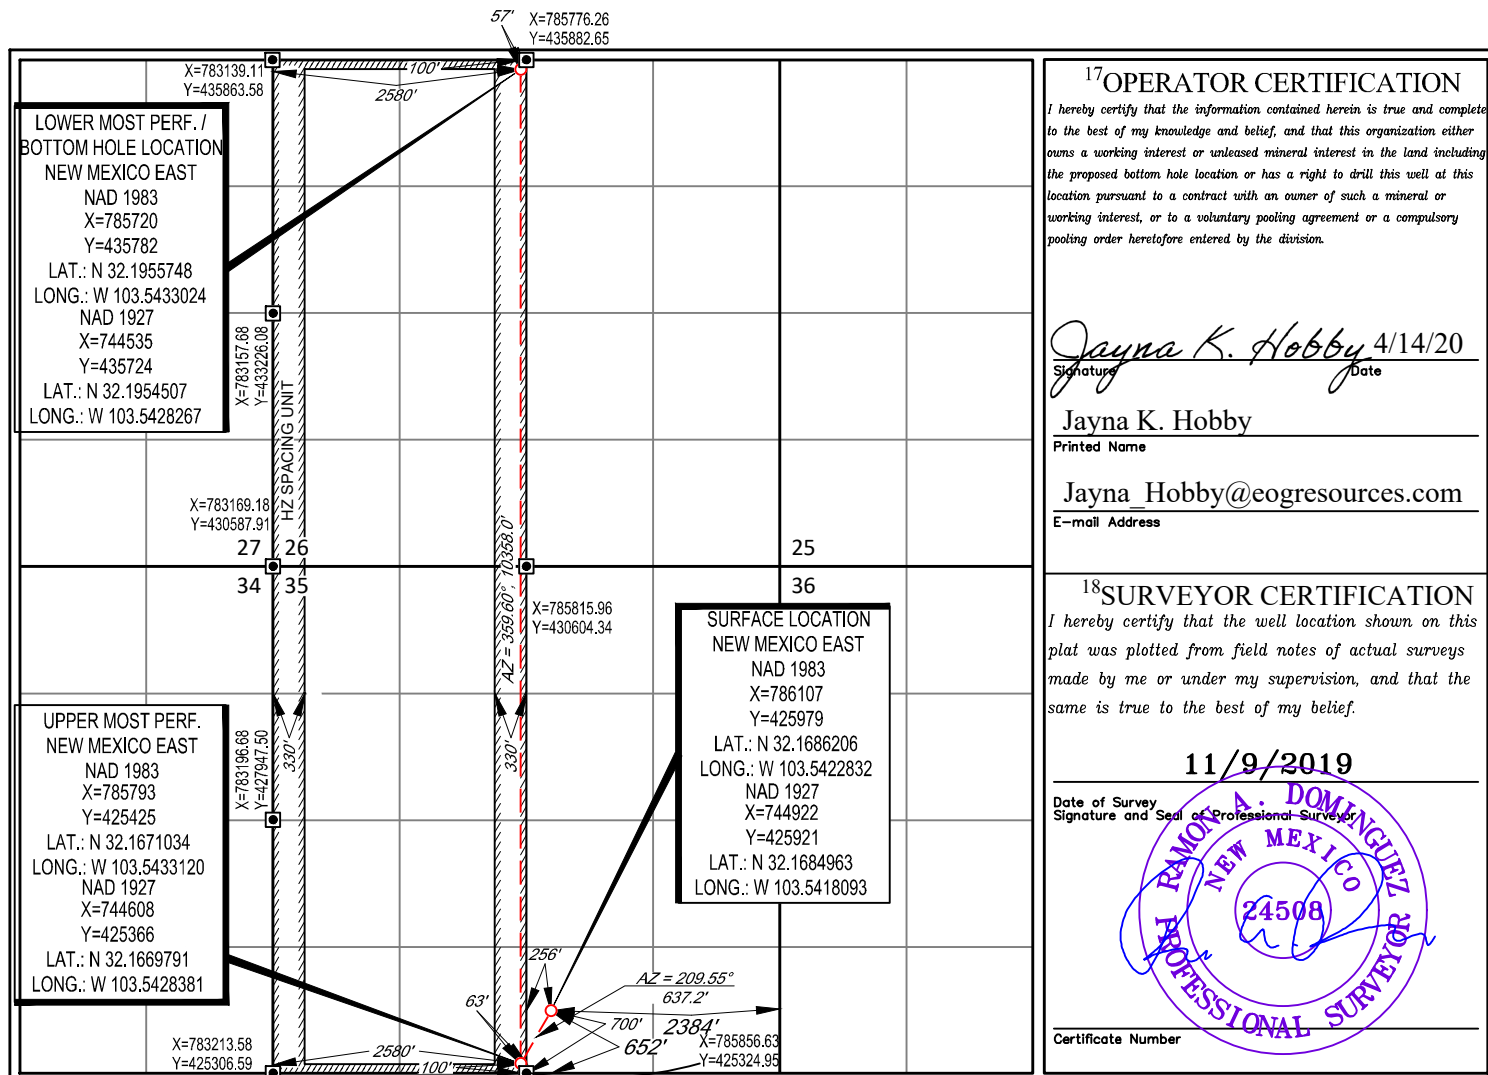 57'
X=785776.26
Y=435882.65
X=783139.11
Y=435863.58
100'
2580'
LOWER MOST PERF. /
BOTTOM HOLE LOCATION
NEW MEXICO EAST
NAD 1983
X=785720
Y=435782
LAT.: N 32.1955748
LONG.: W 103.5433024
NAD 1927
X=744535
Y=435724
LAT.: N 32.1954507
LONG.: W 103.5428267
X=783157.68
Y=433226.08
HZ SPACING UNIT
X=783169.18
Y=430587.91
27 26
34 35
25
36
AZ = 359.60°, 10358.0'
X=785815.96
Y=430604.34
SURFACE LOCATION
NEW MEXICO EAST
NAD 1983
X=786107
Y=425979
LAT.: N 32.1686206
LONG.: W 103.5422832
NAD 1927
X=744922
Y=425921
LAT.: N 32.1684963
LONG.: W 103.5418093
UPPER MOST PERF.
NEW MEXICO EAST
NAD 1983
X=785793
Y=425425
LAT.: N 32.1671034
LONG.: W 103.5433120
NAD 1927
X=744608
Y=425366
LAT.: N 32.1669791
LONG.: W 103.5428381
X=783196.68
Y=427947.50
330'
330'
256'
AZ = 209.55°
637.2'
63'
2384'
700'
652'
X=785856.63
Y=425324.95
X=783213.58
Y=425306.59
2580'
100'
17OPERATOR CERTIFICATION
I hereby certify that the information contained herein is true and complete
to the best of my knowledge and belief, and that this organization either
owns a working interest or unleased mineral interest in the land including
the proposed bottom hole location or has a right to drill this well at this
location pursuant to a contract with an owner of such a mineral or
working interest, or to a voluntary pooling agreement or a compulsory
pooling order heretofore entered by the division.
Jayna K. Hobby 4/14/20
Signature Date
Jayna K. Hobby
Printed Name
Jayna_Hobby@eogresources.com
E-mail Address
18SURVEYOR CERTIFICATION
I hereby certify that the well location shown on this
plat was plotted from field notes of actual surveys
made by me or under my supervision, and that the
same is true to the best of my belief.
11/9/2019
Date of Survey
Signature and Seal of Professional Surveyor
RAMON A. DOMINGUEZ
NEW MEXICO
24508
PROFESSIONAL SURVEYOR
Certificate Number